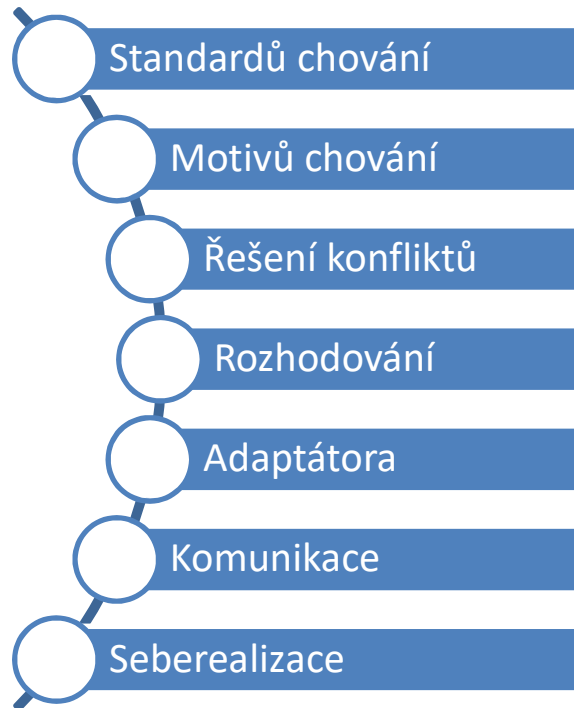 Standardů chování
Motivů chování
Řešení konfliktů
Rozhodování
Adaptátora
Komunikace
Seberealizace